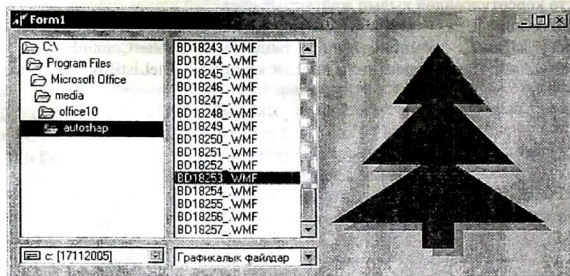 Form1
C:\
Program Files
Microsoft Office
media
office10
autoshap
BD18243_.WMF
BD18244_.WMF
BD18245_.WMF
BD18246_.WMF
BD18247_.WMF
BD18248_.WMF
BD18249_.WMF
BD18250_.WMF
BD18251_.WMF
BD18252_.WMF
BD18253_.WMF
BD18254_.WMF
BD18255_.WMF
BD18256_.WMF
BD18257_.WMF
c: [17112005]
Графикалык файлдар